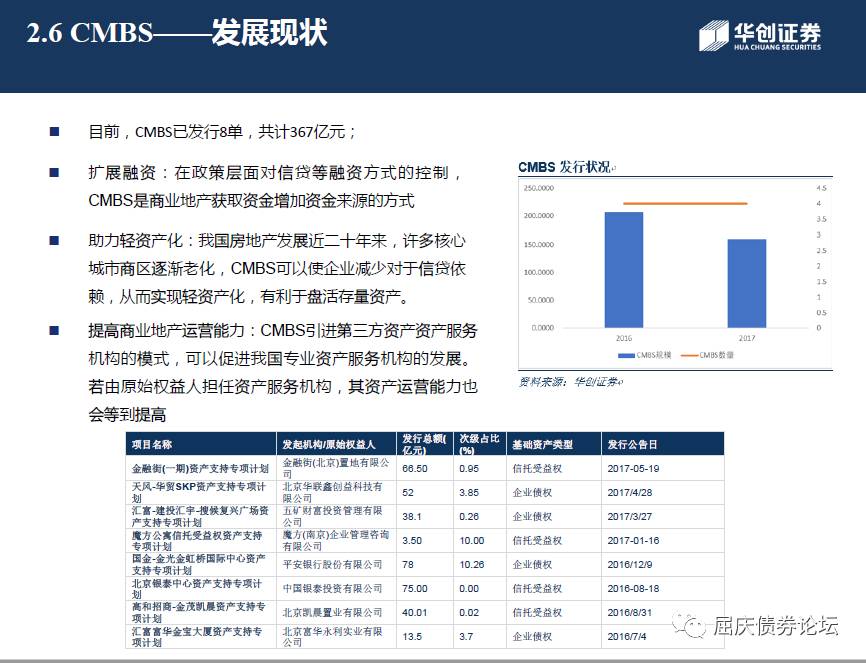 2.6 CMBS——发展现状
华创证券
HUA CHUANG SECURITIES
目前，CMBS已发行8单，共计367亿元；
扩展融资：在政策层面对信贷等融资方式的控制，
CMBS是商业地产获取资金增加资金来源的方式
助力轻资产化：我国房地产发展近二十年来，许多核心
城市商区逐渐老化，CMBS可以使企业减少对于信贷依
赖，从而实现轻资产化，有利于盘活存量资产。
提高商业地产运营能力：CMBS引进第三方资产资产服务
机构的模式，可以促进我国专业资产服务机构的发展。
若由原始权益人担任资产服务机构，其资产运营能力也
会等到提高
CMBS 发行状况
250.0000 4.5
200.0000 4
150.0000 3.5
100.0000 3
50.0000 2.5
0.0000 2
1.5
1
0.5
0
2016 2017
CMBS规模 CMBS数量
资料来源：华创证券
项目名称 发起机构/原始权益人 发行总额(亿元) 次级占比(%) 基础资产类型 发行公告日
金融街(一期)资产支持专项计划 金融街(北京)置地有限公司 66.50 0.95 信托受益权 2017-05-19
天风-华贸SKP资产支持专项计划 北京华联鑫创益科技有限公司 52 3.85 企业债权 2017/4/28
汇富-建投汇宇-搜候复兴广场资产支持专项计划 五矿财富投资管理有限公司 38.1 0.26 企业债权 2017/3/27
魔方公寓信托受益权资产支持专项计划 魔方(南京)企业管理咨询有限公司 3.50 10.00 信托受益权 2017-01-16
国金-金光金虹桥国际中心资产支持专项计划 平安银行股份有限公司 78 10.26 企业债权 2016/12/9
北京银泰中心资产支持专项计划 中国银泰投资有限公司 75.00 0.00 信托受益权 2016-08-18
高和招商-金茂凯晨资产支持专项计划 北京凯晨置业有限公司 40.01 0.02 信托受益权 2016/8/31
汇富富华金宝大厦资产支持专项计划 北京富华永利实业有限公司 13.5 3.7 企业债权 2016/7/4
屈庆债券论坛